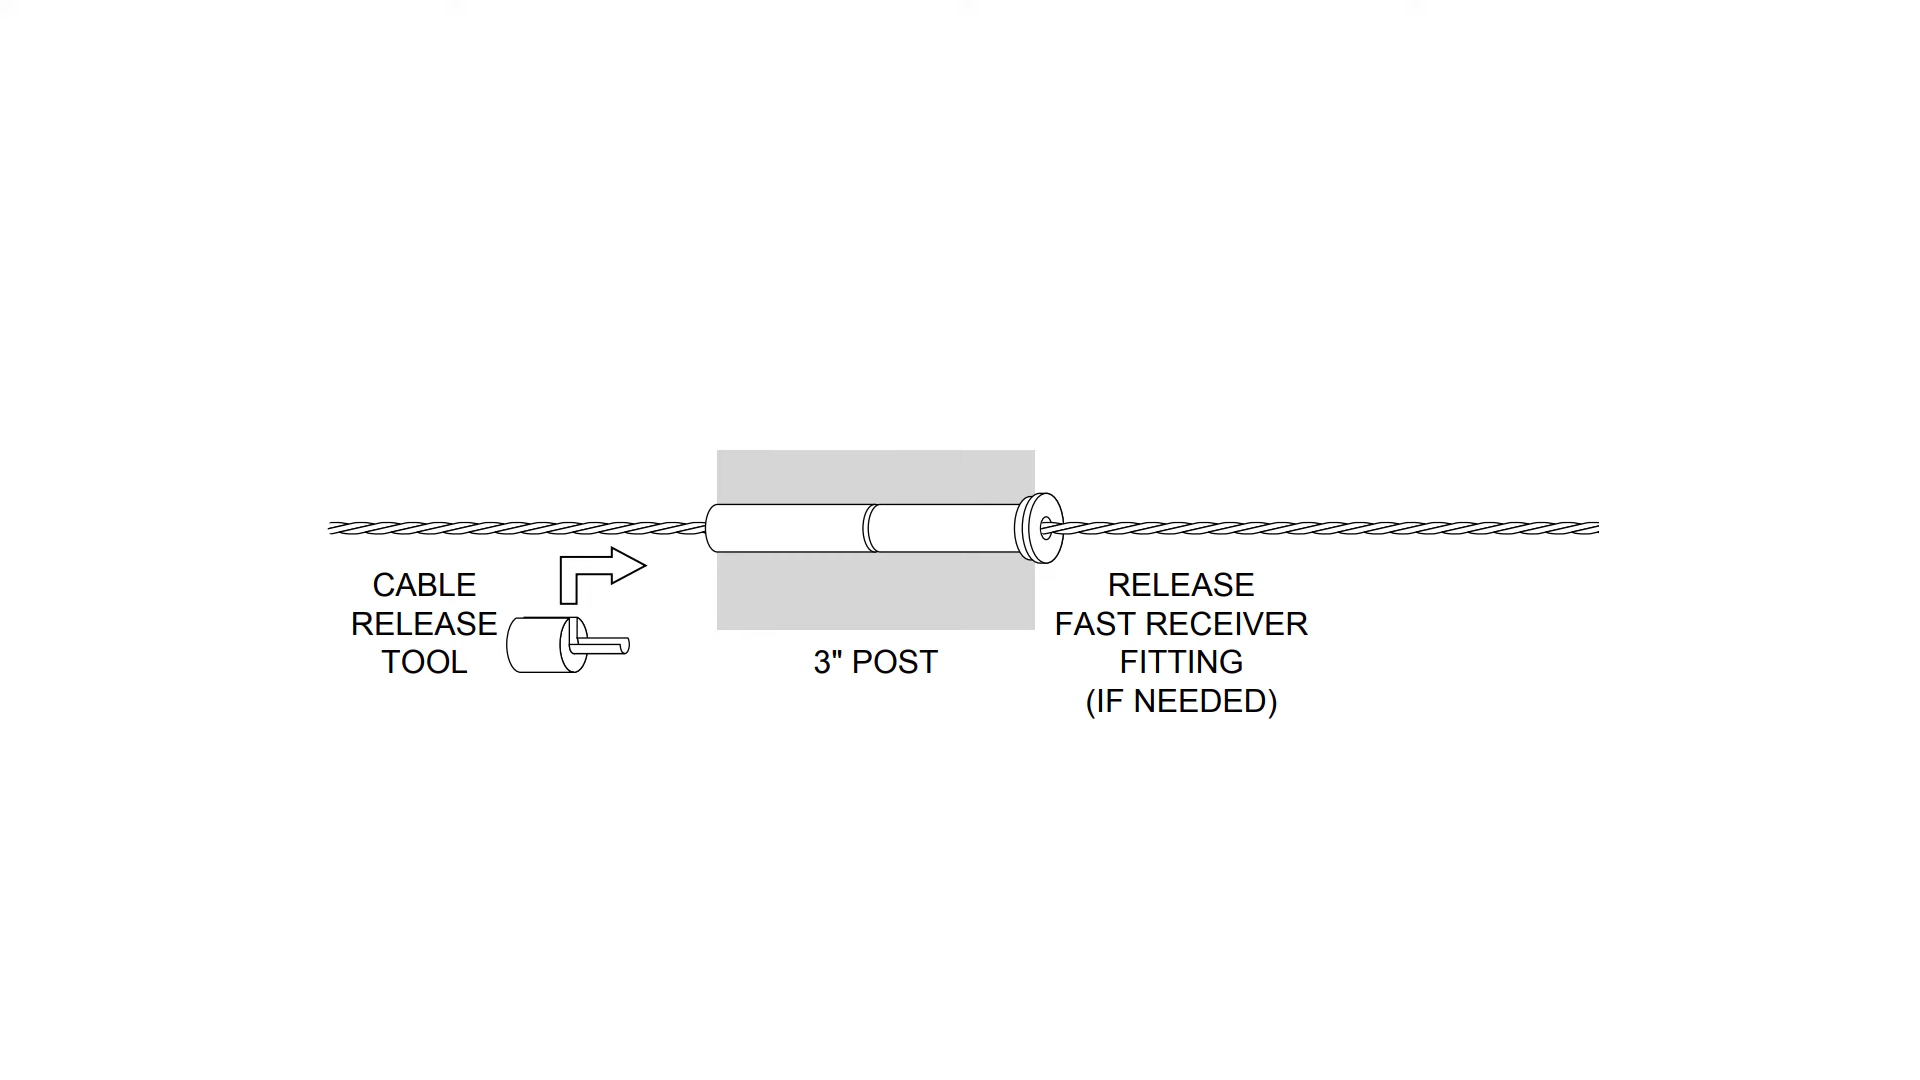 CABLE
RELEASE
TOOL
3" POST
RELEASE
FAST RECEIVER
FITTING
(IF NEEDED)